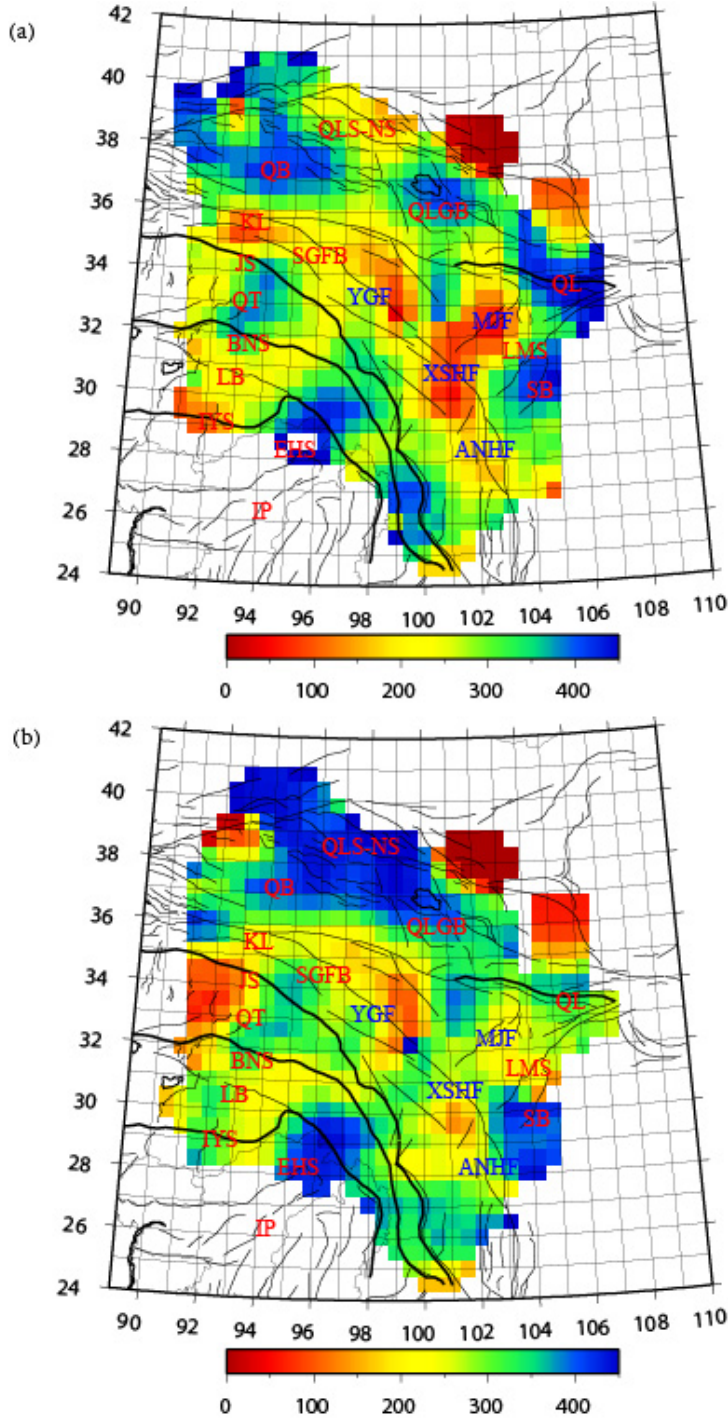 (a)
42
40
38
36
34
32
30
28
26
24
QLS-NS
QB
QLGB
KL
SGFB
JS
YGF
QL
QT
MJF
BNS
LMS
LB
XSHF
SB
IYS
EHS
ANHF
IP
90 92 94 96 98 100 102 104 106 108 110
0 100 200 300 400
(b)
42
40
38
36
34
32
30
28
26
24
QLS-NS
QB
QLGB
KL
SGFB
JS
QL
QT
YGF
MJF
BNS
LMS
LB
XSHF
SB
IYS
EHS
ANHF
IP
90 92 94 96 98 100 102 104 106 108 110
0 100 200 300 400